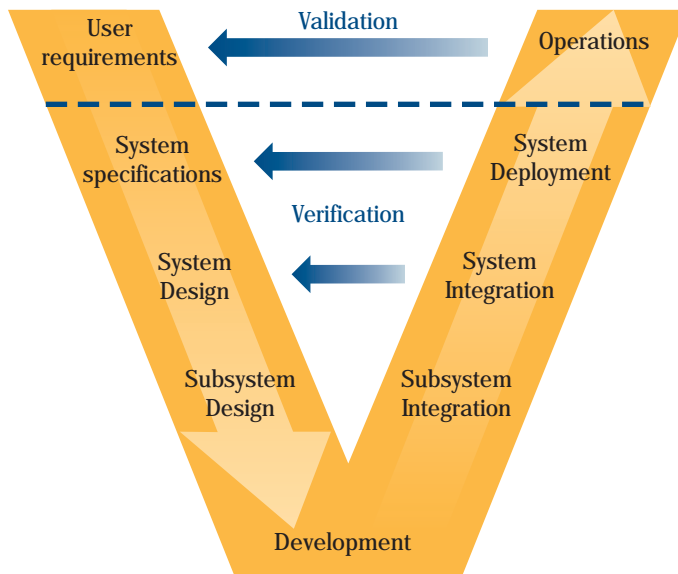 User
requirements
Validation
Operations
System
specifications
System
Deployment
Verification
System
Design
System
Integration
Subsystem
Design
Subsystem
Integration
Development